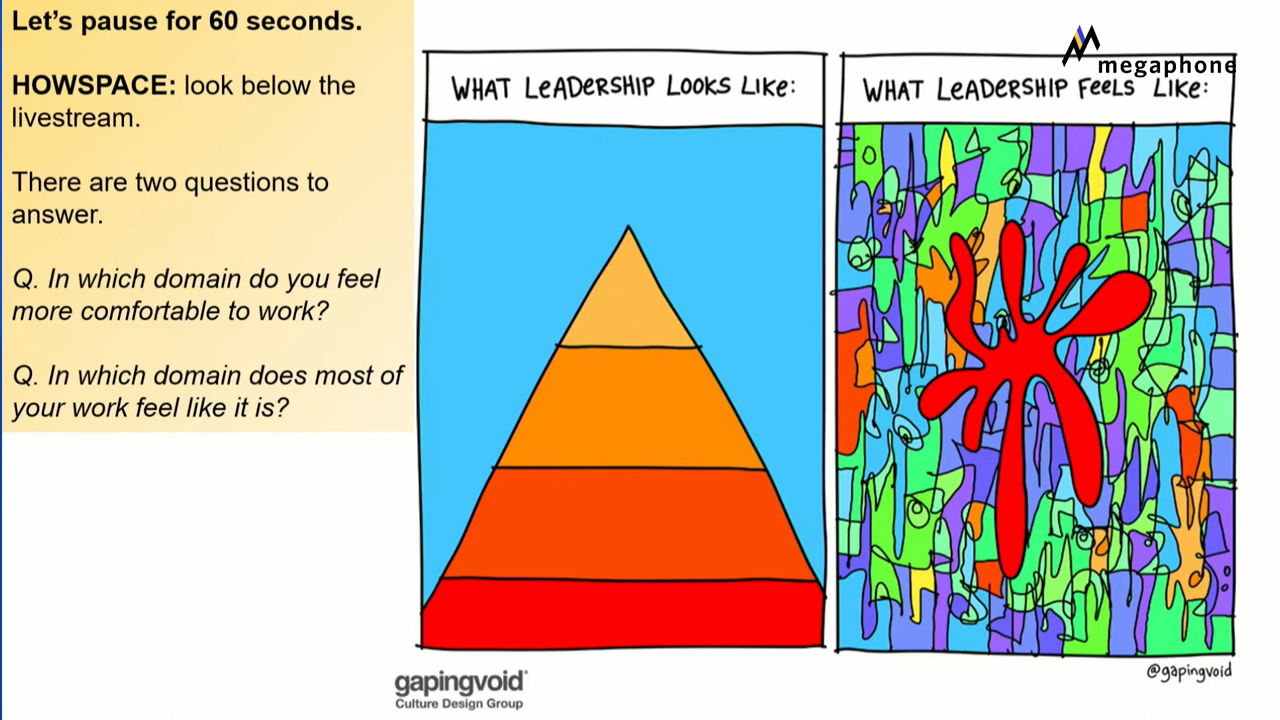 Let’s pause for 60 seconds.
HOWSPACE: look below the
livestream.
There are two questions to
answer.
Q. In which domain do you feel
more comfortable to work?
Q. In which domain does most of
your work feel like it is?
WHAT LEADERSHIP LOOKS LIKE:
WHAT LEADERSHIP FEELS LIKE:
megaphone
gapingvoid®
Culture Design Group
@gapingvoid